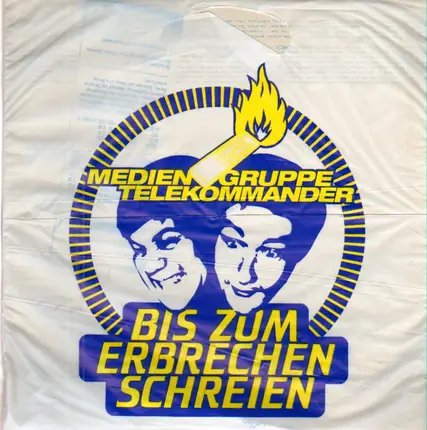 MEDIEN GRUPPE
TELEKOMMANDER
BIS ZUM
ERBRECHEN
SCHREIEN